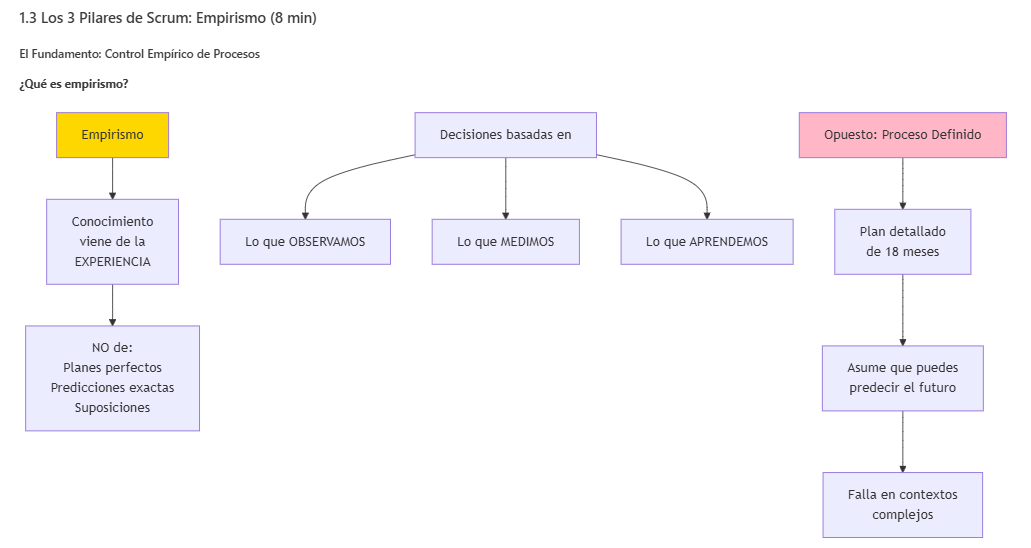 1.3 Los 3 Pilares de Scrum: Empirismo (8 min)
El Fundamento: Control Empírico de Procesos
¿Qué es empirismo?
Empirismo
Conocimiento
viene de la
EXPERIENCIA
NO de:
Planes perfectos
Predicciones exactas
Suposiciones
Decisiones basadas en
Lo que OBSERVAMOS
Lo que MEDIMOS
Lo que APRENDEMOS
Opuesto: Proceso Definido
Plan detallado
de 18 meses
Asume que puedes
predecir el futuro
Falla en contextos
complejos